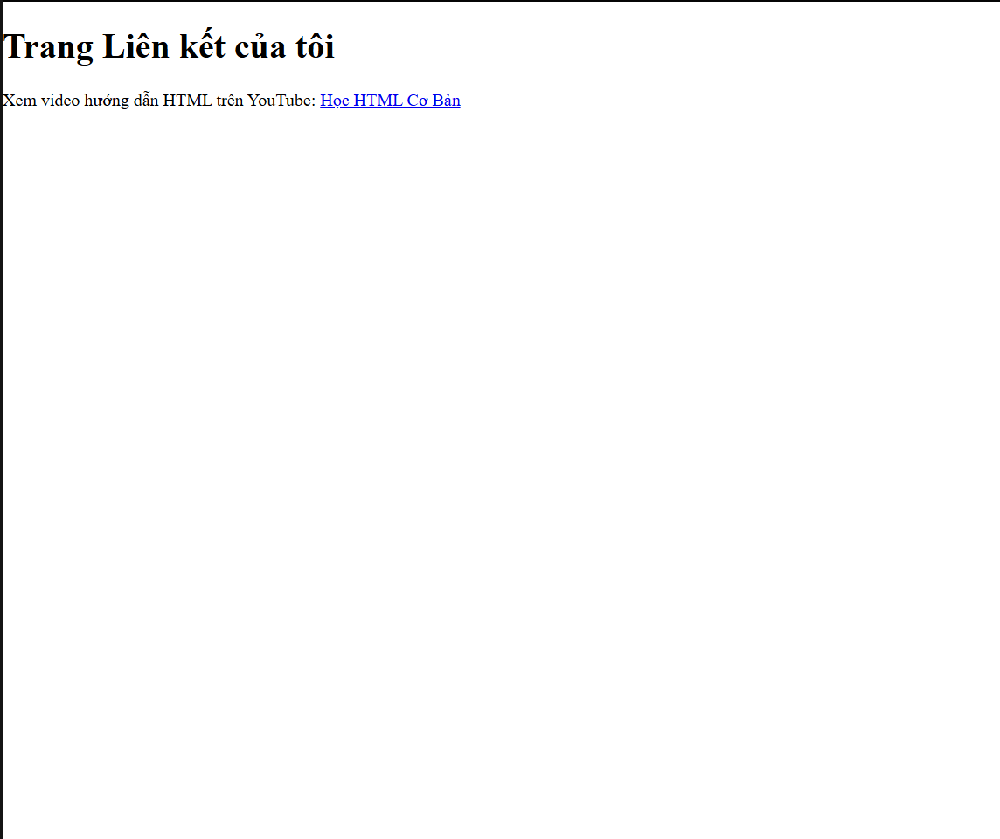 Trang Liên kết của tôi
Xem video hướng dẫn HTML trên YouTube: Học HTML Cơ Bản